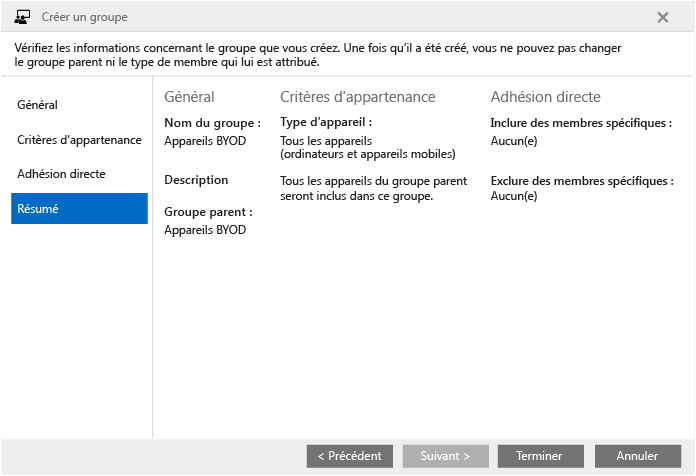 Créer un groupe
Vérifiez les informations concernant le groupe que vous créez. Une fois qu’il a été créé, vous ne pouvez pas changer
le groupe parent ni le type de membre qui lui est attribué.
Général
Critères d'appartenance
Adhésion directe
Résumé
Général
Nom du groupe :
Appareils BYOD
Description
Groupe parent :
Appareils BYOD
Critères d'appartenance
Type d’appareil :
Tous les appareils
(ordinateurs et appareils mobiles)
Tous les appareils du groupe parent
seront inclus dans ce groupe.
Adhésion directe
Inclure des membres spécifiques :
Aucun(e)
Exclure des membres spécifiques :
Aucun(e)
< Précédent
Suivant >
Terminer
Annuler